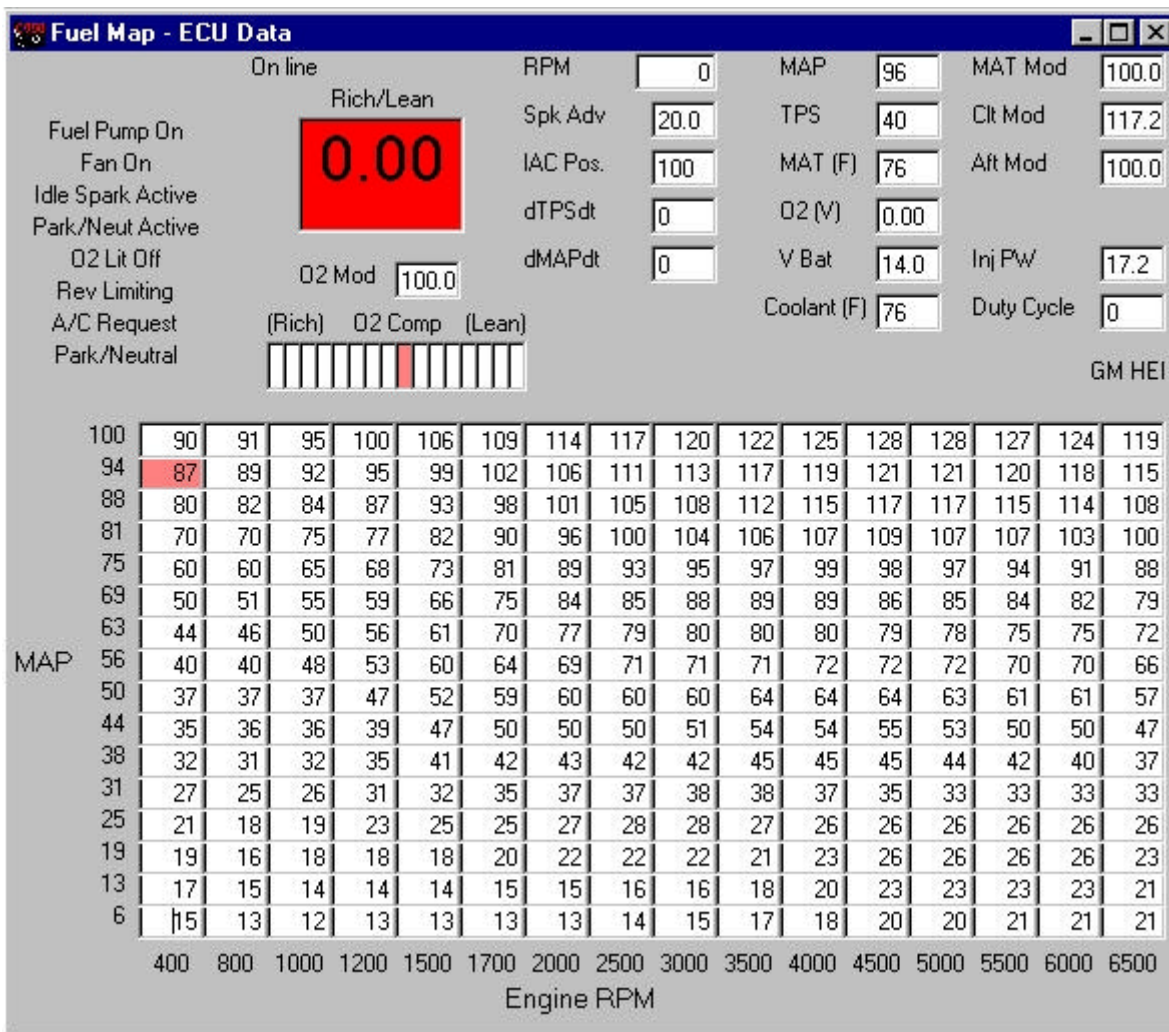 Fuel Map - ECU Data
On line RPM 0 MAP 96 MAT Mod 100.0
Rich/Lean
Fuel Pump On 0.00 Spk Adv 20.0 TPS 40 Clt Mod 117.2
Fan On IAC Pos. 100 MAT (F) 76 Aft Mod 100.0
Idle Spark Active
Park/Neut Active dTPSdt 0 O2 (V) 0.00
O2 Lit Off O2 Mod 100.0 dMAPdt 0 V Bat 14.0 Inj PW 17.2
Rev Limiting
A/C Request (Rich) O2 Comp (Lean) Coolant (F) 76 Duty Cycle 0
Park/Neutral
GM HEI
100 90 91 95 100 106 109 114 117 120 122 125 128 128 127 124 119
94 87 89 92 95 99 102 106 111 113 117 119 121 121 120 118 115
88 80 82 84 87 93 98 101 105 108 112 115 117 117 115 114 108
81 70 70 75 77 82 90 96 100 104 106 107 109 107 107 103 100
75 60 60 65 68 73 81 89 93 95 97 99 98 97 94 91 88
69 50 51 55 59 66 75 84 85 88 89 89 86 85 84 82 79
63 44 46 50 56 61 70 77 79 80 80 80 79 78 75 75 72
MAP 56 40 40 48 53 60 64 69 71 71 71 72 72 72 70 70 66
50 37 37 37 47 52 59 60 60 60 64 64 64 63 61 61 57
44 35 36 36 39 47 50 50 50 51 54 54 55 53 50 50 47
38 32 31 32 35 41 42 43 42 42 45 45 45 44 42 40 37
31 27 25 26 31 32 35 37 37 38 38 37 35 33 33 33 33
25 21 18 19 23 25 25 27 28 28 27 26 26 26 26 26 26
19 19 16 18 18 18 20 22 22 22 21 23 26 26 26 26 23
13 17 15 14 14 14 15 15 16 16 18 20 23 23 23 23 21
6 15 13 12 13 13 13 13 14 15 17 18 20 20 21 21 21
400 800 1000 1200 1500 1700 2000 2500 3000 3500 4000 4500 5000 5500 6000 6500
Engine RPM